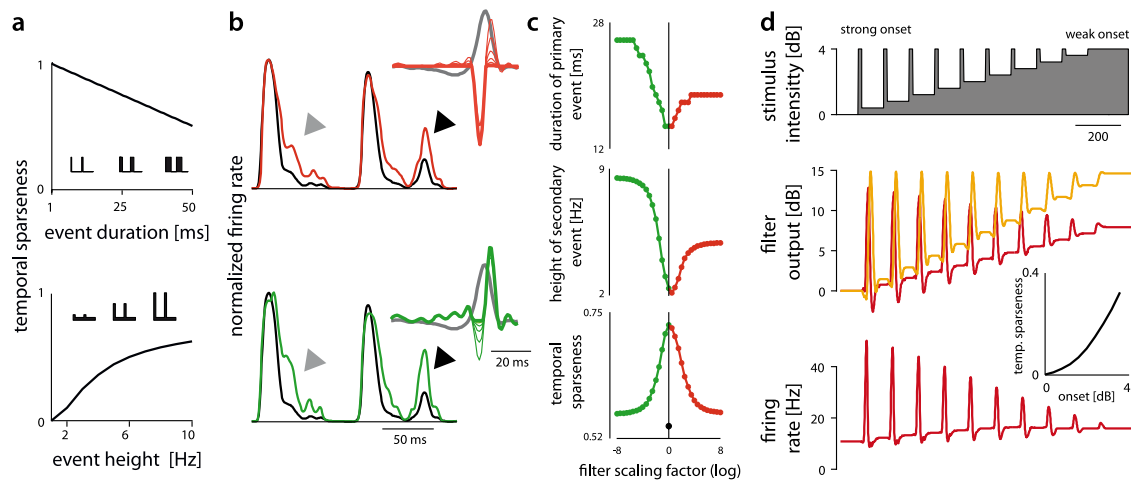 a
temporal sparseness
1
0
1
25
50
event duration [ms]
1
0
2
6
10
event height [Hz]
b
normalized firing rate
20 ms
50 ms
c
duration of primary
event [ms]
28
12
height of secondary
event [Hz]
9
2
temporal
sparseness
0.75
0.52
-8
0
8
filter scaling factor (log)
d
stimulus
intensitty [dB]
4
0
strong onset
weak onset
200
filter
output [dB]
15
10
5
0
temp. sparseness
0.4
0
0
4
onset [dB]
firing
rate [Hz]
40
20
0